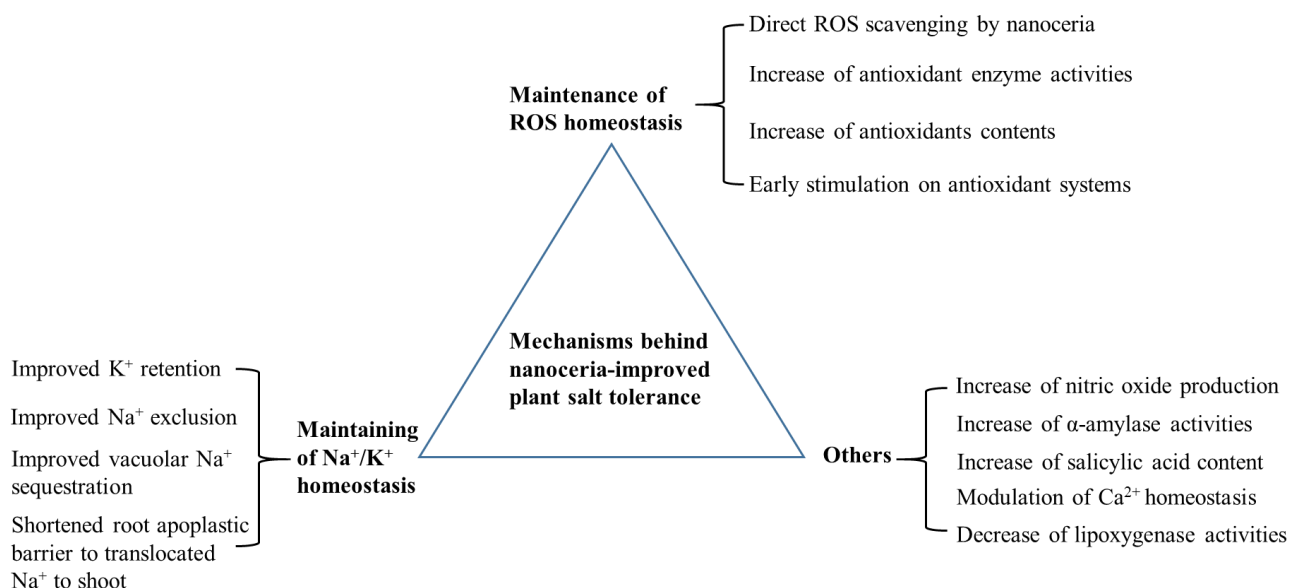 Direct ROS scavenging by nanoceria
Increase of antioxidant enzyme activities
Increase of antioxidants contents
Early stimulation on antioxidant systems
Maintenance of
ROS homeostasis
Mechanisms behind
nanoceria-improved
plant salt tolerance
Improved K⁺ retention
Improved Na⁺ exclusion
Improved vacuolar Na⁺
sequestration
Shortened root apoplastic
barrier to translocated
Na⁺ to shoot
Maintaining
of Na⁺/K⁺
homeostasis
Others
Increase of nitric oxide production
Increase of α-amylase activities
Increase of salicylic acid content
Modulation of Ca²⁺ homeostasis
Decrease of lipoxygenase activities